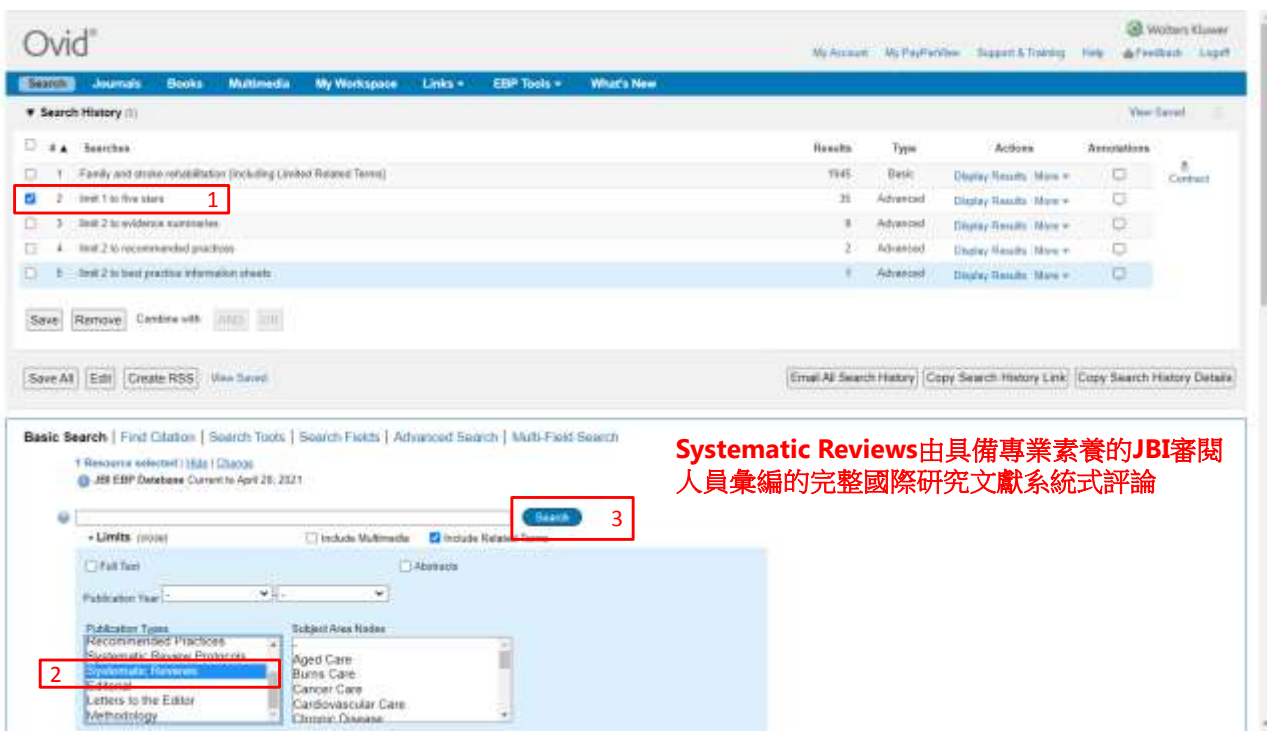 Ovid®
Wolters Kluwer
My Account My PayPerView Support & Training Help Feedback Logoff
Search Journals Books Multimedia My Workspace Links EBP Tools What's New
▼ Search History (5) View Saved
# ▲ Searches Results Type Actions Annotations
1 Family and stroke rehabilitation {Including Limited Related Terms} 1945 Basic Display Results More Contract
2 limit 1 to five stars 1 35 Advanced Display Results More
3 limit 2 to evidence summaries 8 Advanced Display Results More
4 limit 2 to recommended practices 2 Advanced Display Results More
5 limit 2 to best practice information sheets 1 Advanced Display Results More
Save Remove Combine with AND OR
Save All Edit Create RSS View Saved Email All Search History Copy Search History Link Copy Search History Details
Basic Search | Find Citation | Search Tools | Search Fields | Advanced Search | Multi-Field Search
1 Resource selected | Hide | Change
JBI EBP Database Current to April 28, 2021
Systematic Reviews由具備專業素養的JBI審閱
人員彙編的完整國際研究文獻系統式評論
Search 3
Limits (close) Include Multimedia Include Related Terms
Full Text Abstracts
Publication Year - -
Publication Types Subject Area Nodes
Recommended Practices -
Systematic Review Protocols Aged Care
2 Systematic Reviews Burns Care
Editorial Cancer Care
Letters to the Editor Cardiovascular Care
Methodology Chronic Disease